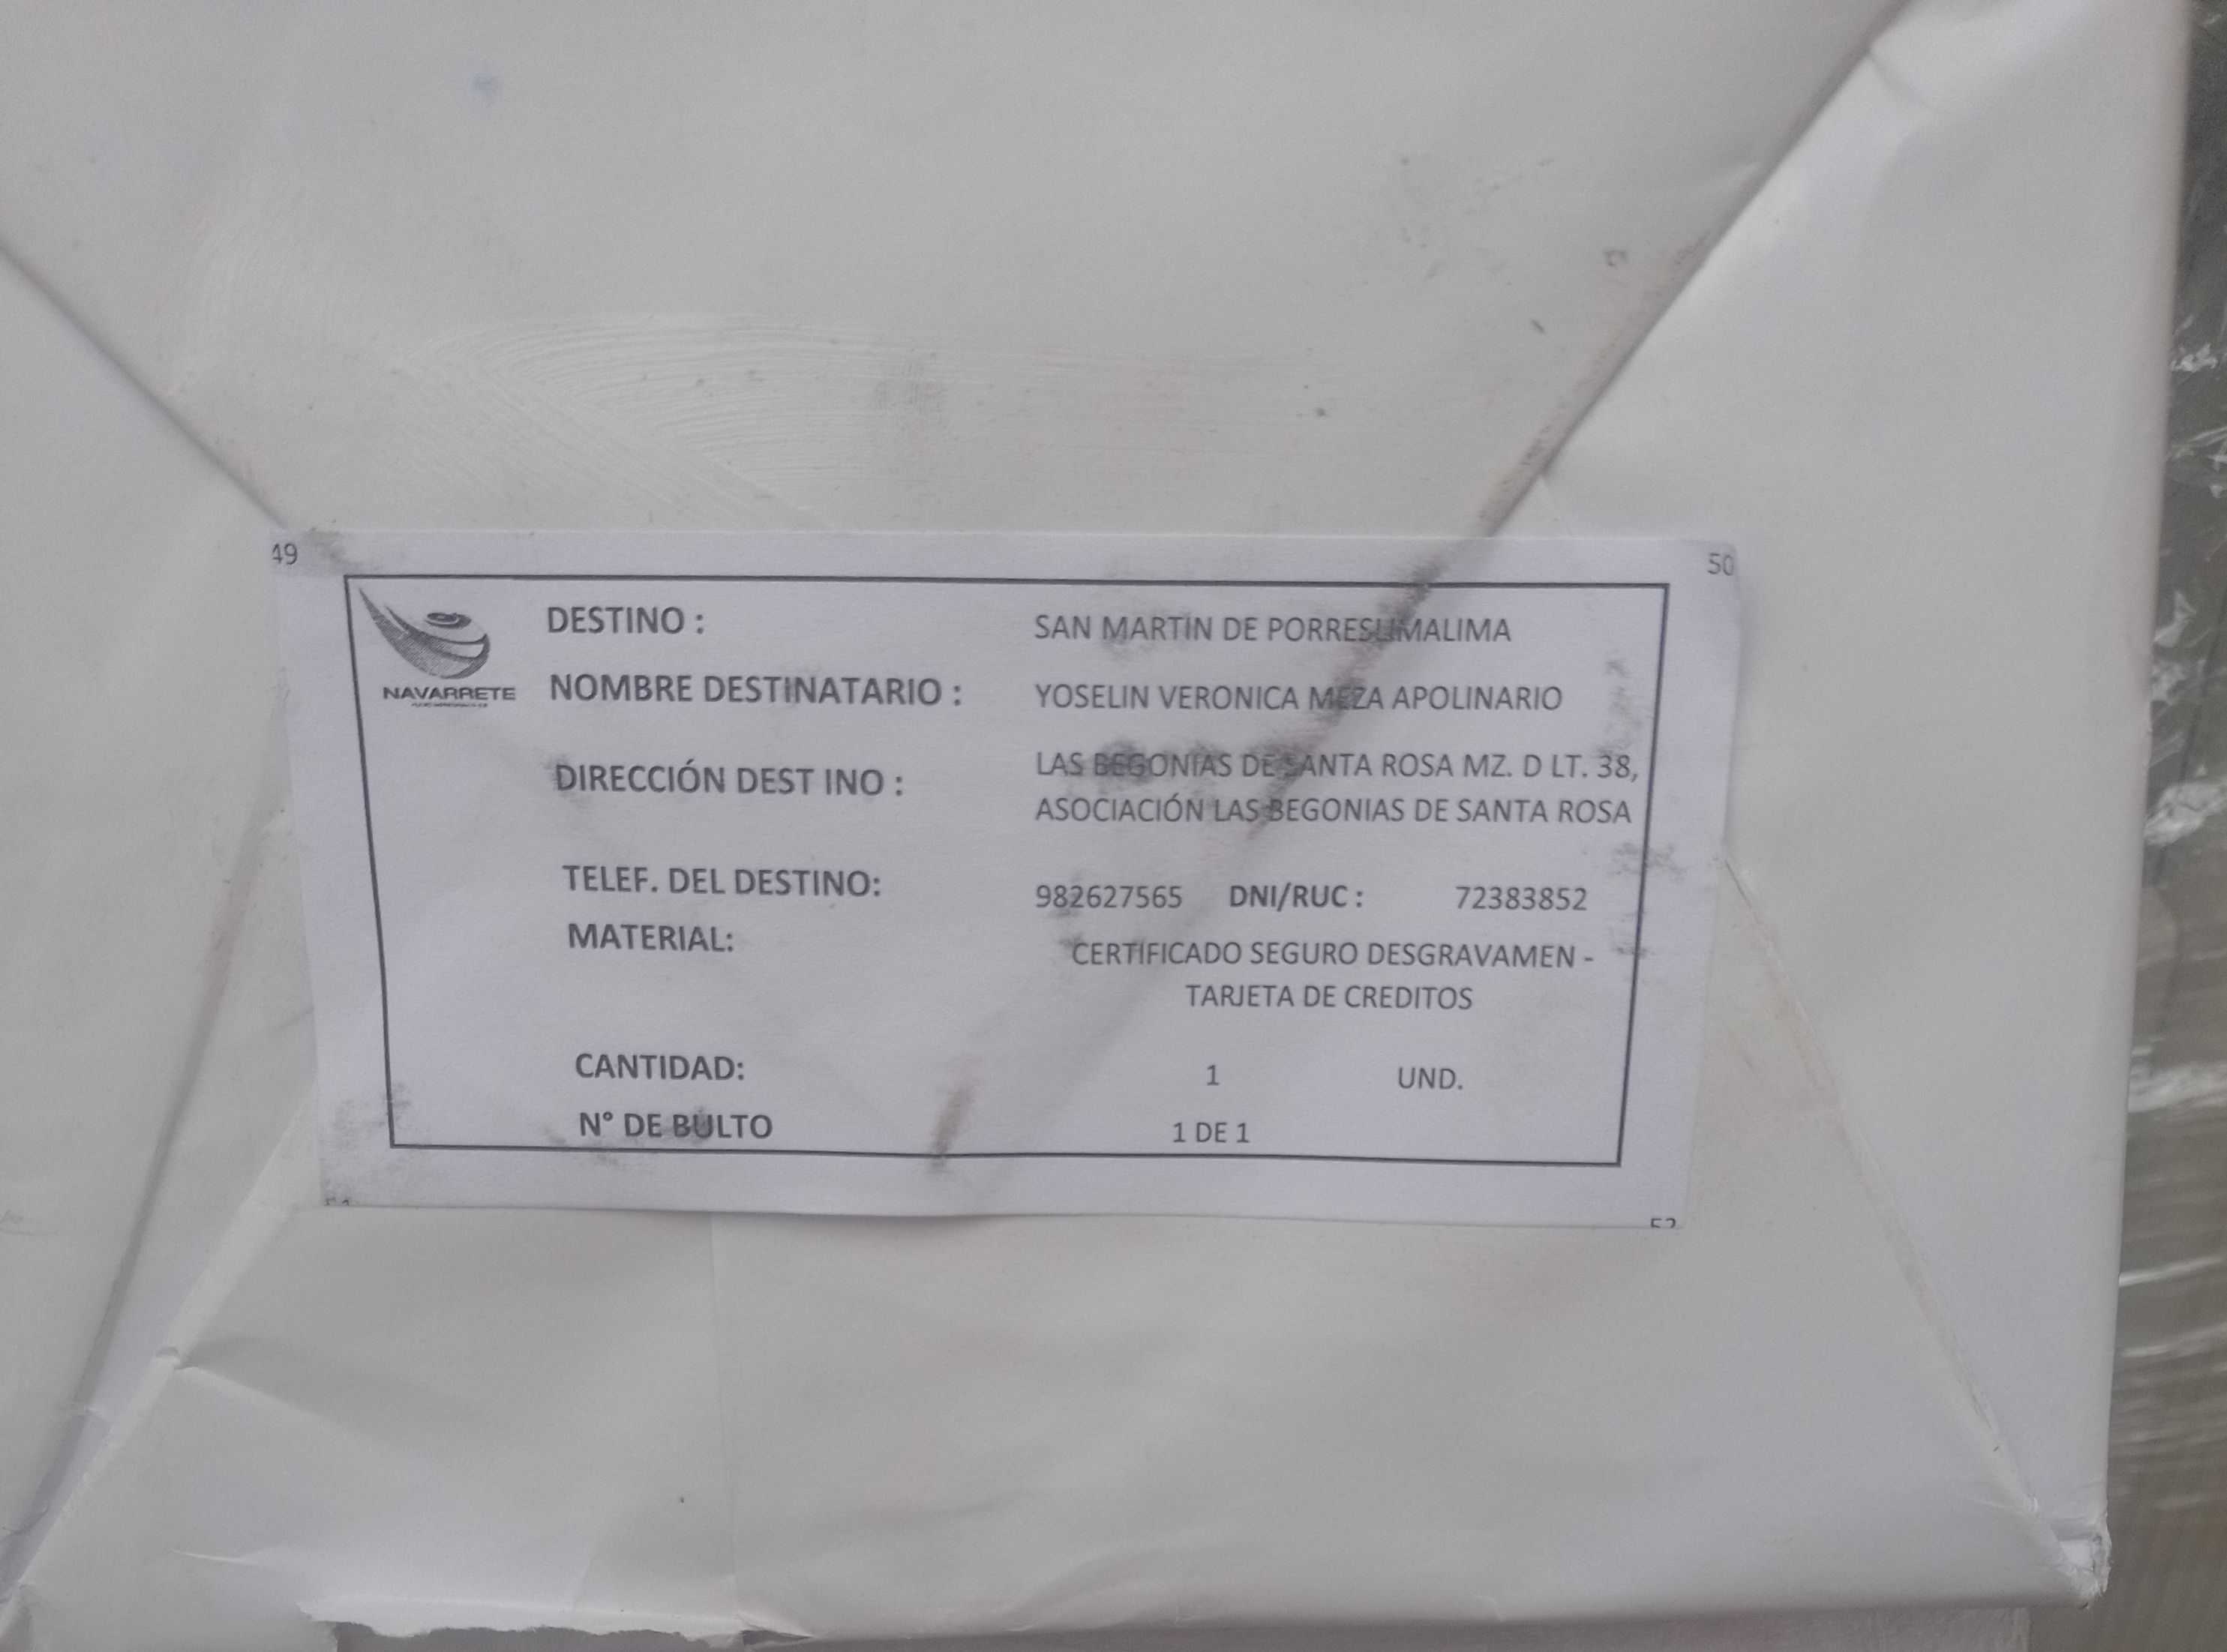 49
50
NAVARRETE
DESTINO : SAN MARTIN DE PORRESLIMALIMA
NOMBRE DESTINATARIO : YOSELIN VERONICA MEZA APOLINARIO
DIRECCIÓN DEST INO : LAS BEGONIAS DE SANTA ROSA MZ. D LT. 38,
ASOCIACIÓN LAS BEGONIAS DE SANTA ROSA
TELEF. DEL DESTINO: 982627565 DNI/RUC : 72383852
MATERIAL: CERTIFICADO SEGURO DESGRAVAMEN -
TARJETA DE CREDITOS
CANTIDAD: 1 UND.
N° DE BULTO 1 DE 1